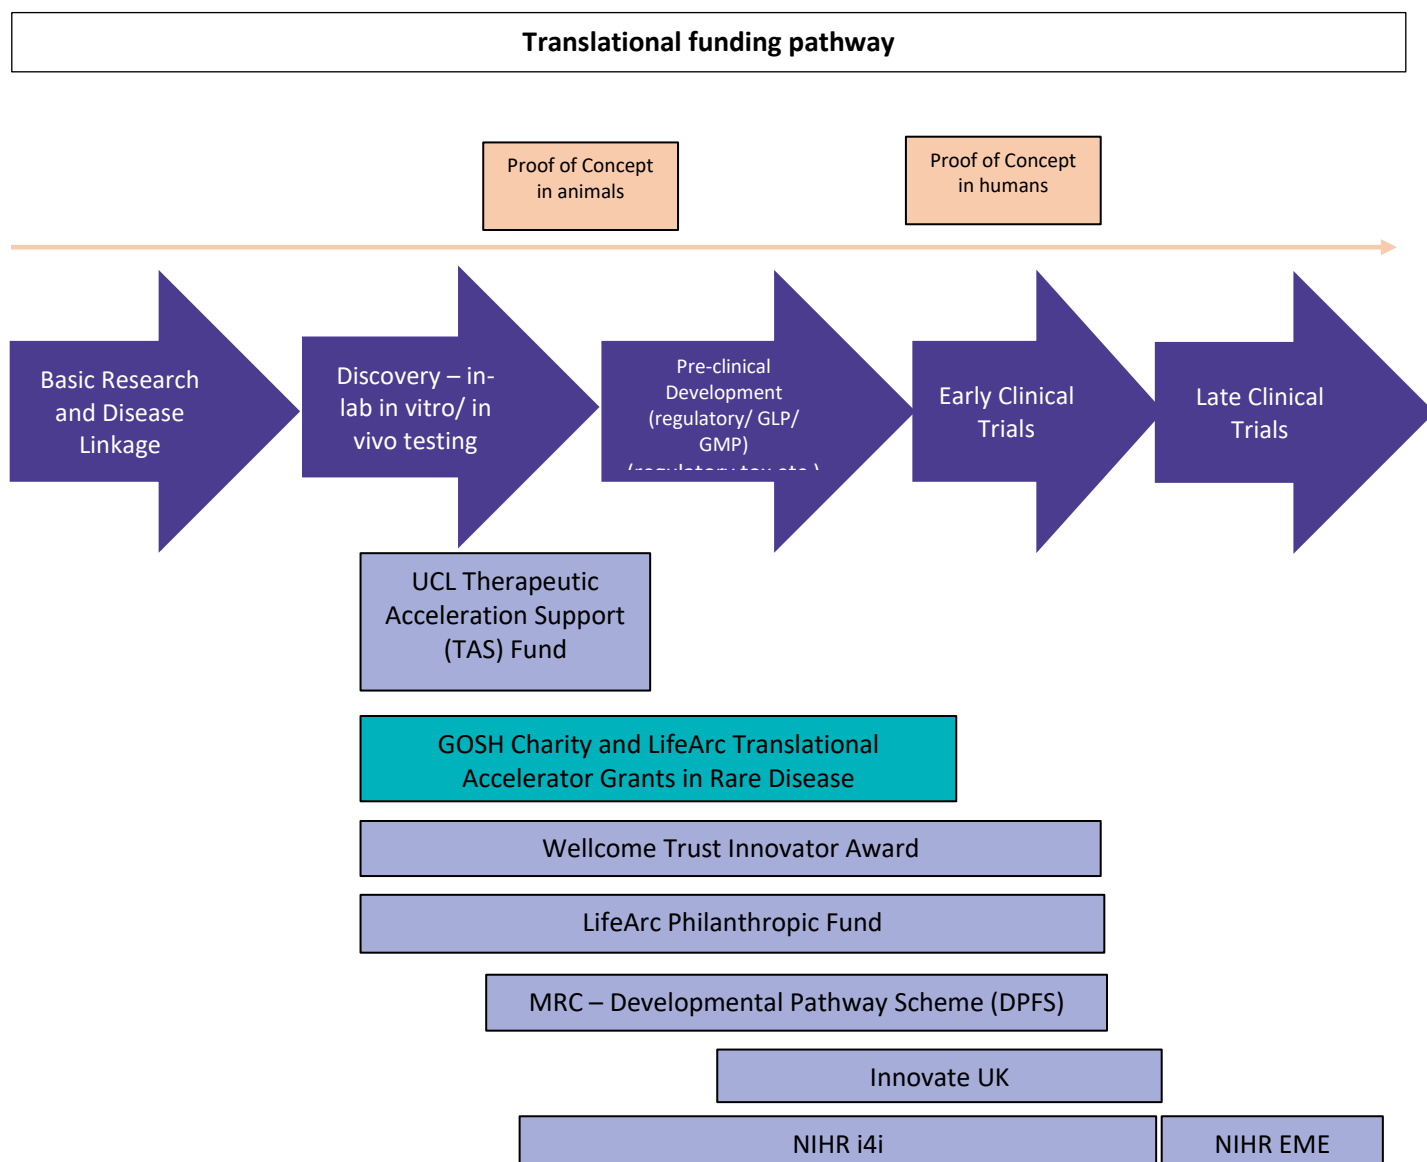 Translational funding pathway
Proof of Concept
in animals
Proof of Concept
in humans
Basic Research
and Disease
Linkage
Discovery – in-
lab in vitro/ in
vivo testing
Pre-clinical
Development
(regulatory/ GLP/
GMP)
(regulatory tox etc.)
Early Clinical
Trials
Late Clinical
Trials
UCL Therapeutic
Acceleration Support
(TAS) Fund
GOSH Charity and LifeArc Translational
Accelerator Grants in Rare Disease
Wellcome Trust Innovator Award
LifeArc Philanthropic Fund
MRC – Developmental Pathway Scheme (DPFS)
Innovate UK
NIHR i4i
NIHR EME